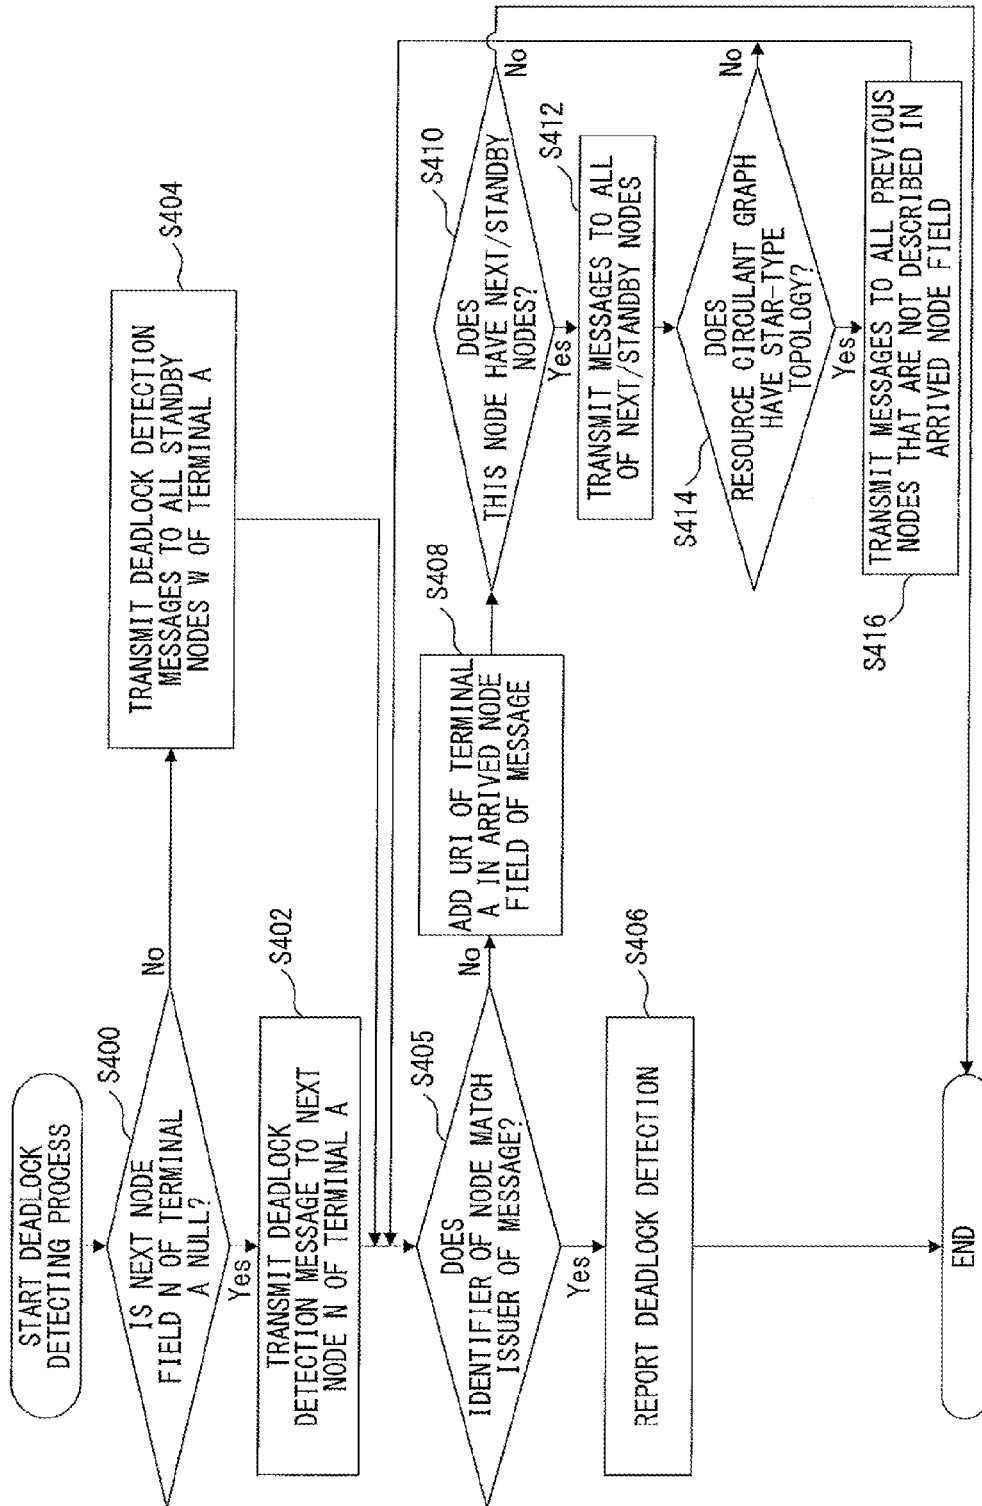 START DEADLOCK
DETECTING PROCESS
S400
IS NEXT NODE
FIELD N OF TERMINAL
A NULL?
No
Yes
S402
TRANSMIT DEADLOCK
DETECTION MESSAGE TO NEXT
NODE N OF TERMINAL A
S404
TRANSMIT DEADLOCK DETECTION
MESSAGES TO ALL STANDBY
NODES W OF TERMINAL A
S405
DOES
IDENTIFIER OF NODE MATCH
ISSUER OF MESSAGE?
No
Yes
S406
REPORT DEADLOCK DETECTION
S408
ADD URI OF TERMINAL
A IN ARRIVED NODE
FIELD OF MESSAGE
S410
DOES
THIS NODE HAVE NEXT/STANDBY
NODES?
No
Yes
S412
TRANSMIT MESSAGES TO ALL
OF NEXT/STANDBY NODES
S414
DOES
RESOURCE CIRCULANT GRAPH
HAVE STAR-TYPE
TOPOLOGY?
No
Yes
S416
TRANSMIT MESSAGES TO ALL PREVIOUS
NODES THAT ARE NOT DESCRIBED IN
ARRIVED NODE FIELD
END